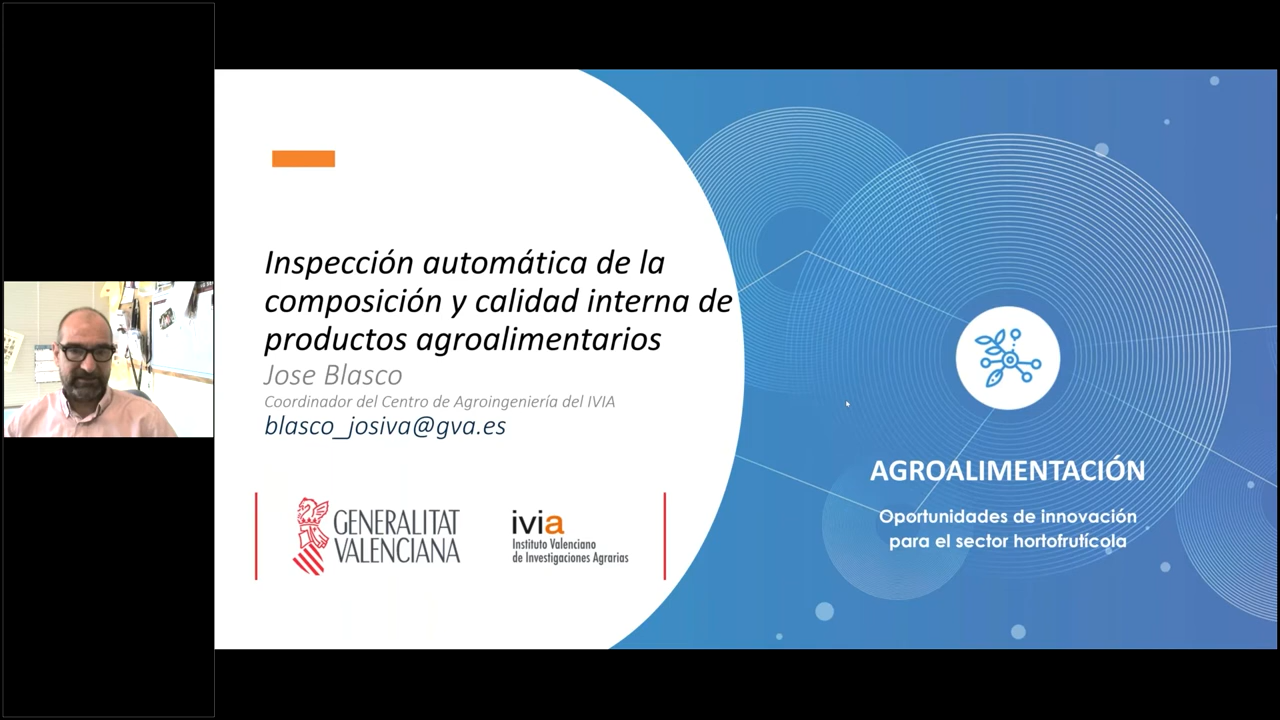 Inspección automática de la
composición y calidad interna de
productos agroalimentarios
Jose Blasco
Coordinador del Centro de Agroingeniería del IVIA
blasco_josiva@gva.es
GENERALITAT
VALENCIANA
ivia
Instituto Valenciano
de Investigaciones Agrarias
AGROALIMENTACIÓN
Oportunidades de innovación
para el sector hortofrutícola